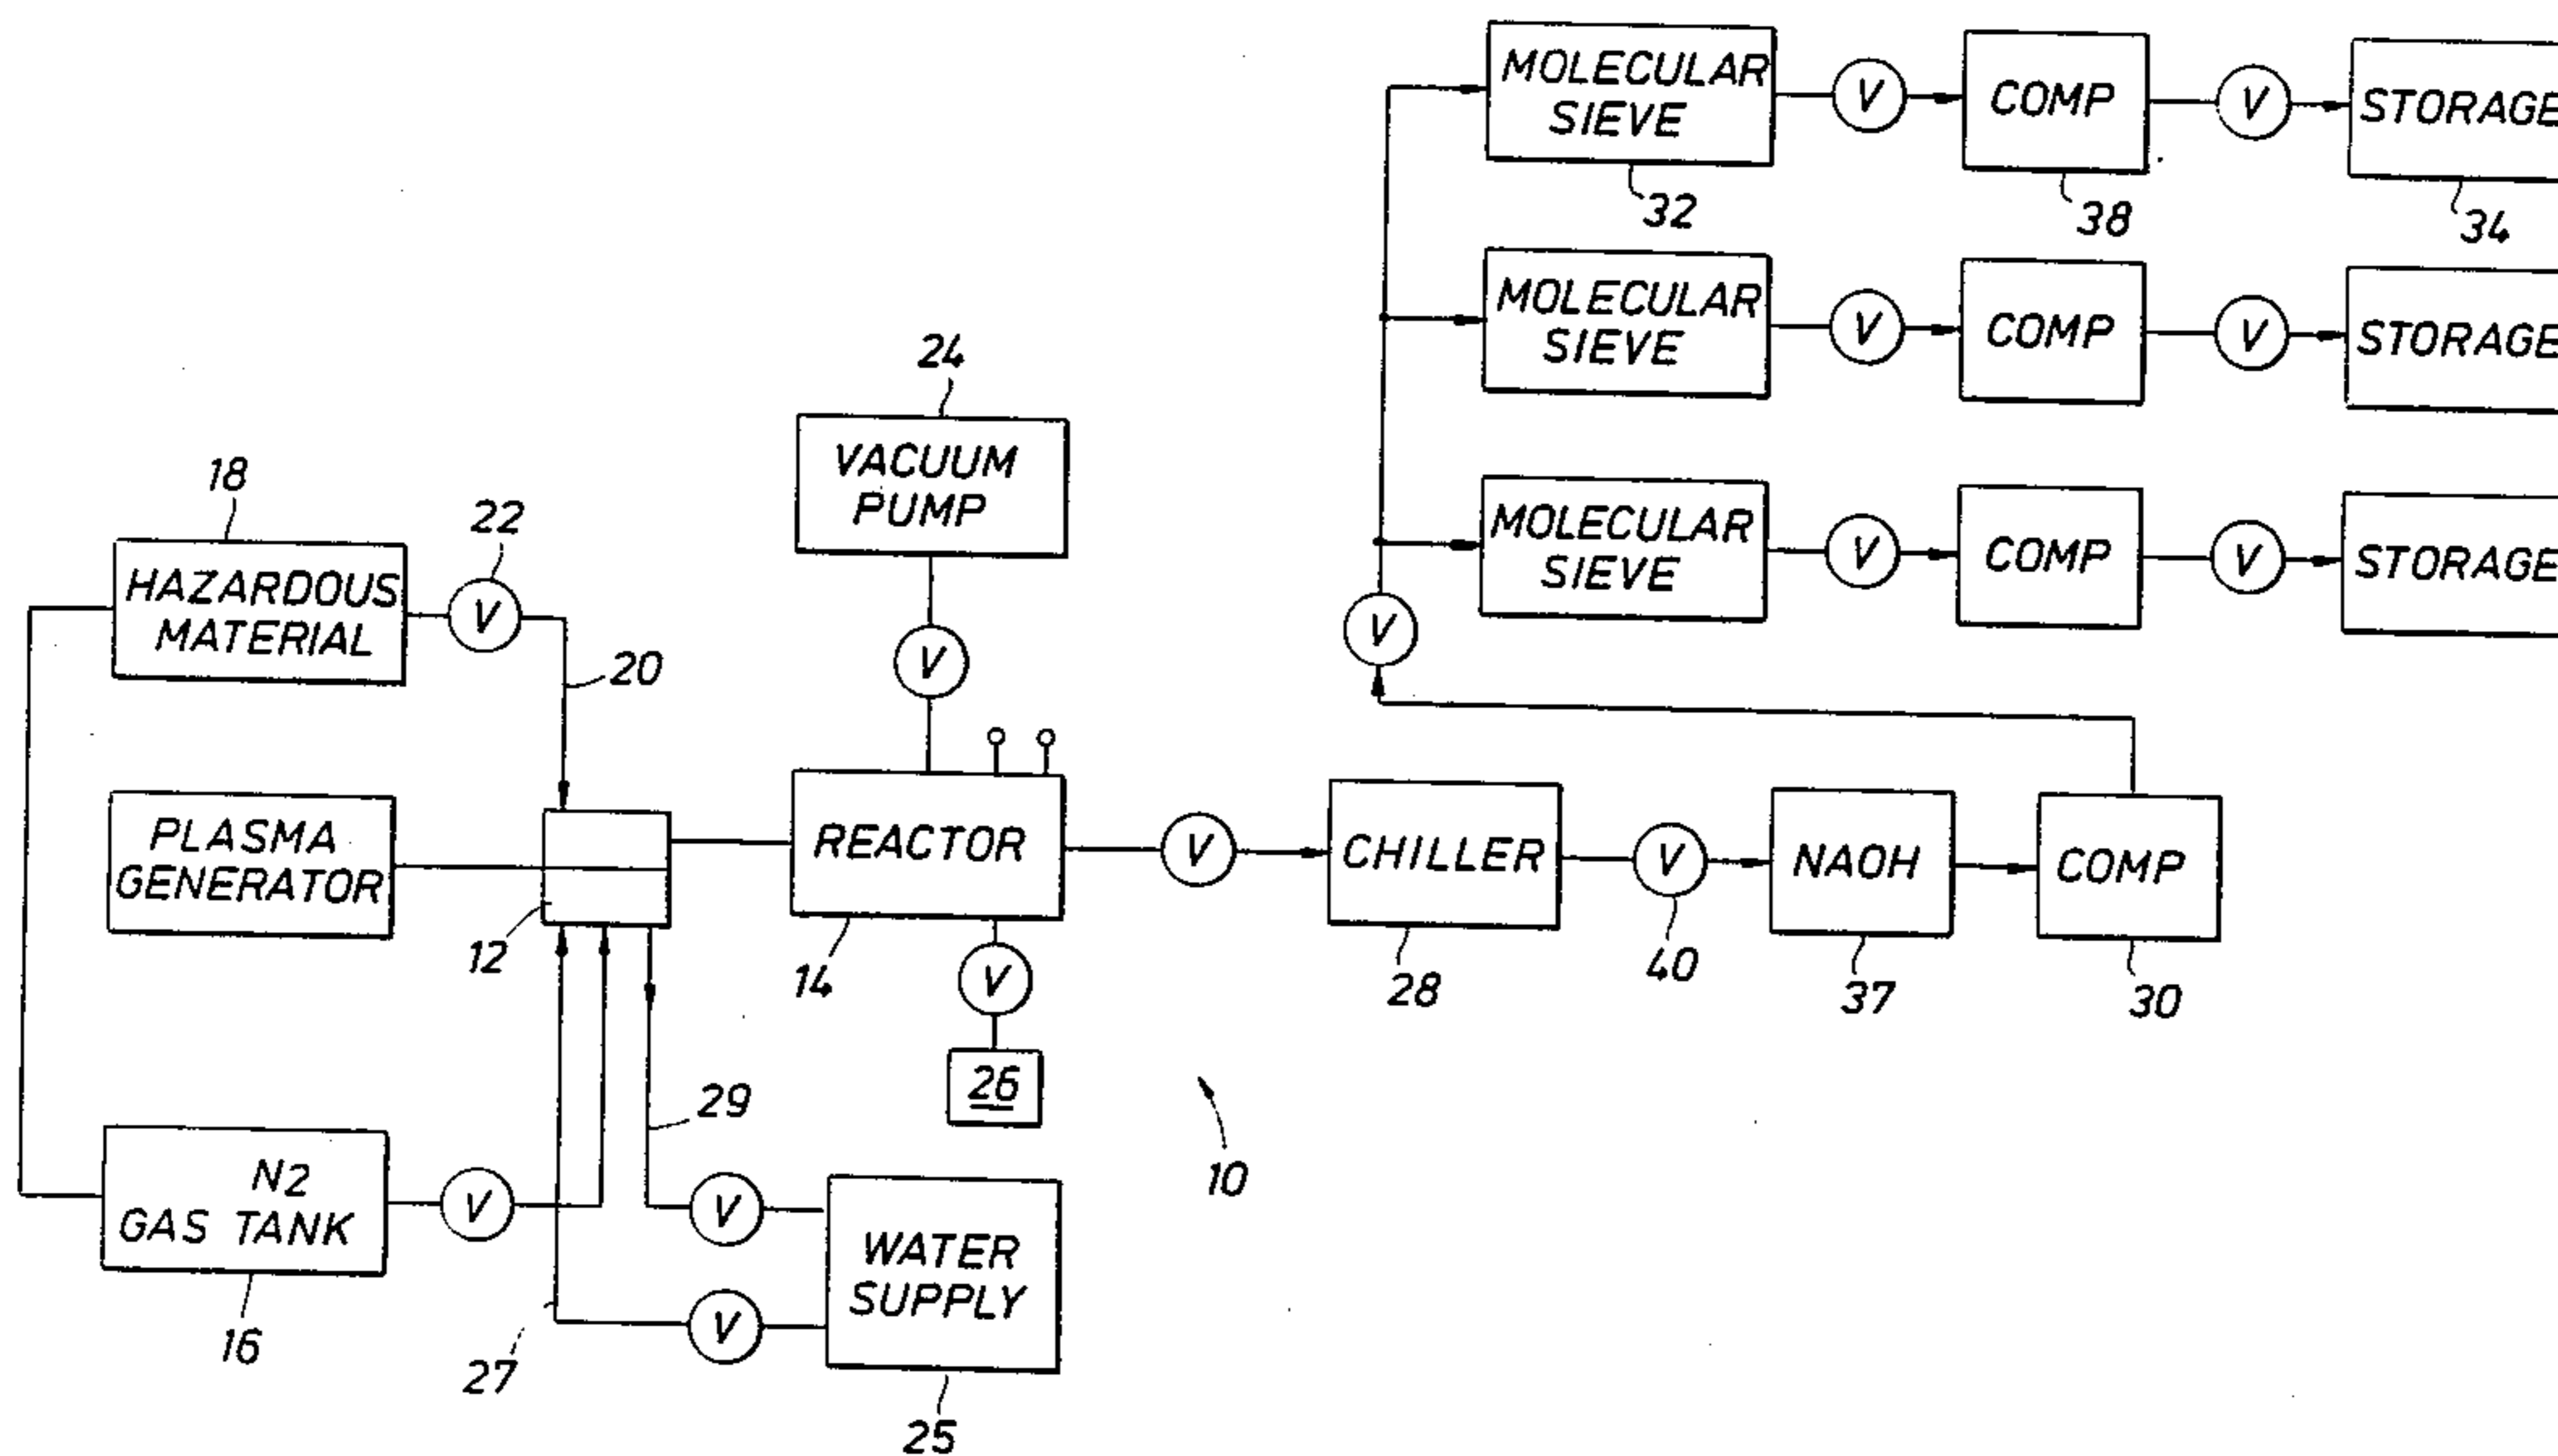 MOLECULAR
SIEVE
V
COMP
V
STORAGE
32
38
34
MOLECULAR
SIEVE
V
COMP
V
STORAGE
MOLECULAR
SIEVE
V
COMP
V
STORAGE
V
24
VACUUM
PUMP
V
18
HAZARDOUS
MATERIAL
22
V
20
PLASMA
GENERATOR
12
REACTOR
14
V
26
V
CHILLER
28
V
40
NAOH
37
COMP
30
10
N2
GAS TANK
16
V
29
V
27
V
WATER
SUPPLY
25